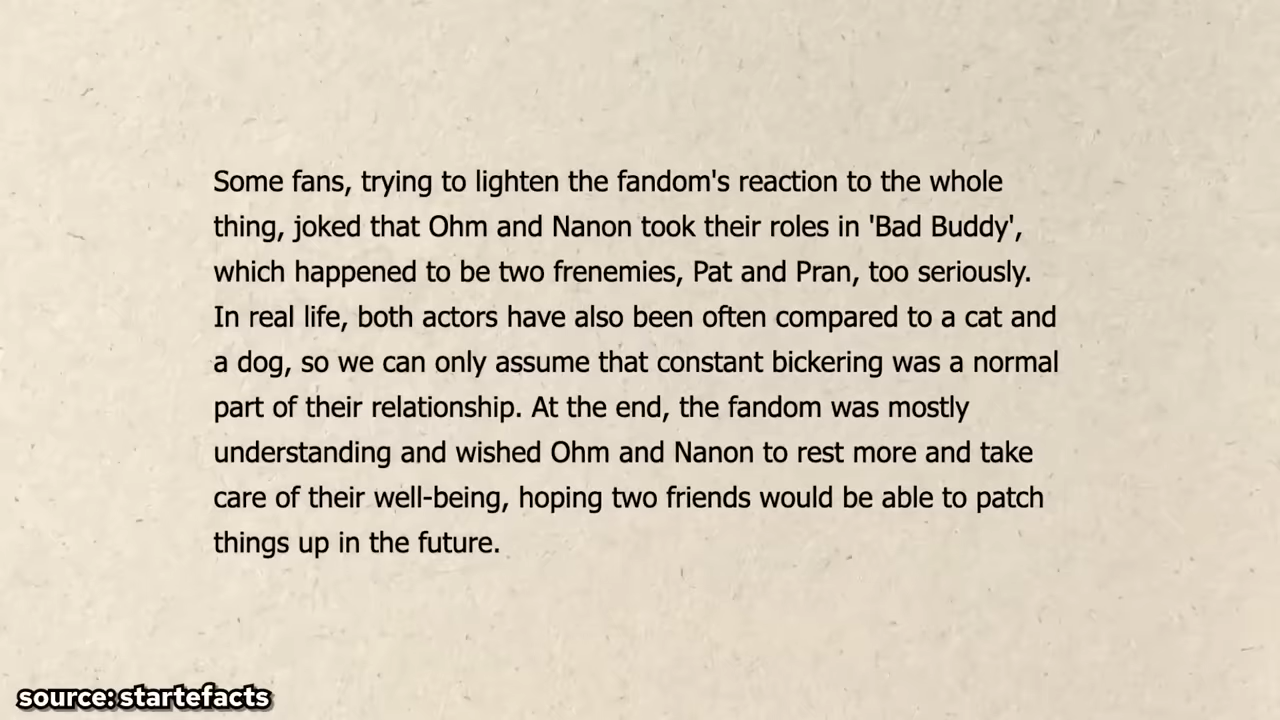 Some fans, trying to lighten the fandom's reaction to the whole
thing, joked that Ohm and Nanon took their roles in 'Bad Buddy',
which happened to be two frenemies, Pat and Pran, too seriously.
In real life, both actors have also been often compared to a cat and
a dog, so we can only assume that constant bickering was a normal
part of their relationship. At the end, the fandom was mostly
understanding and wished Ohm and Nanon to rest more and take
care of their well-being, hoping two friends would be able to patch
things up in the future.
source: startefacts